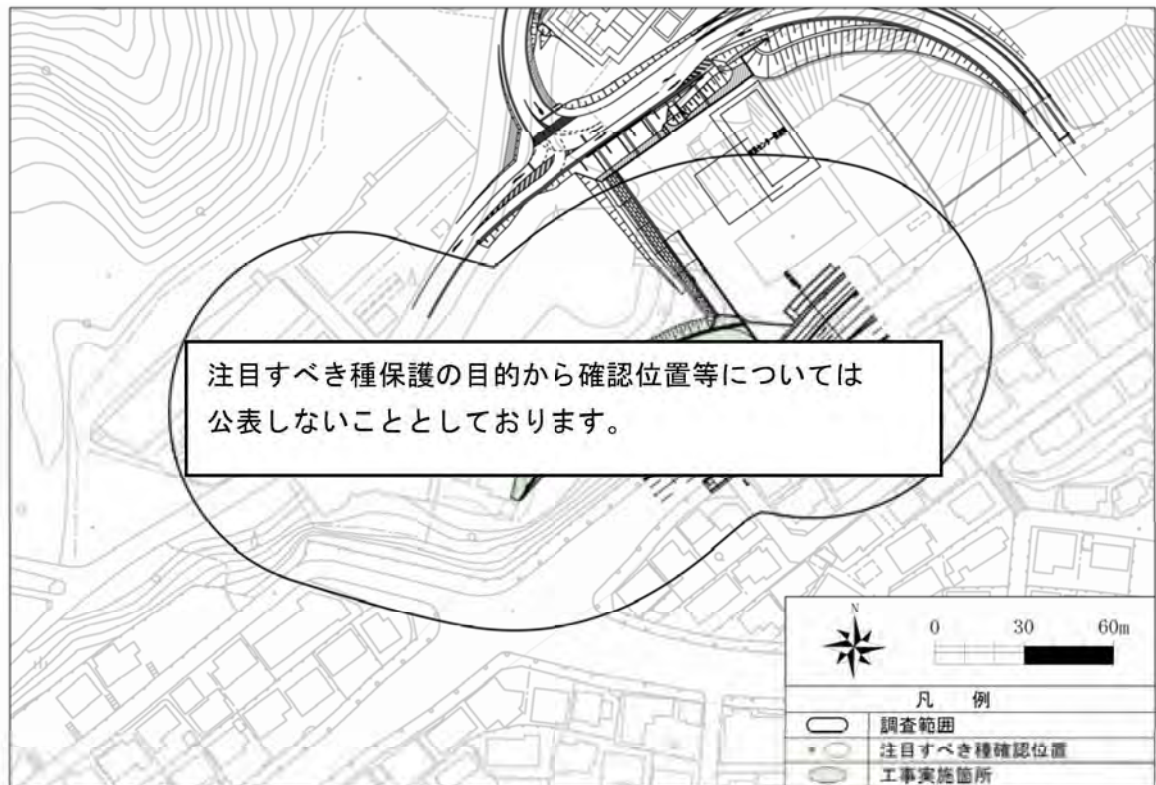 注目すべき種保護の目的から確認位置等については
公表しないこととしております。
N
0 30 60m
凡 例
調査範囲
注目すべき種確認位置
工事実施箇所